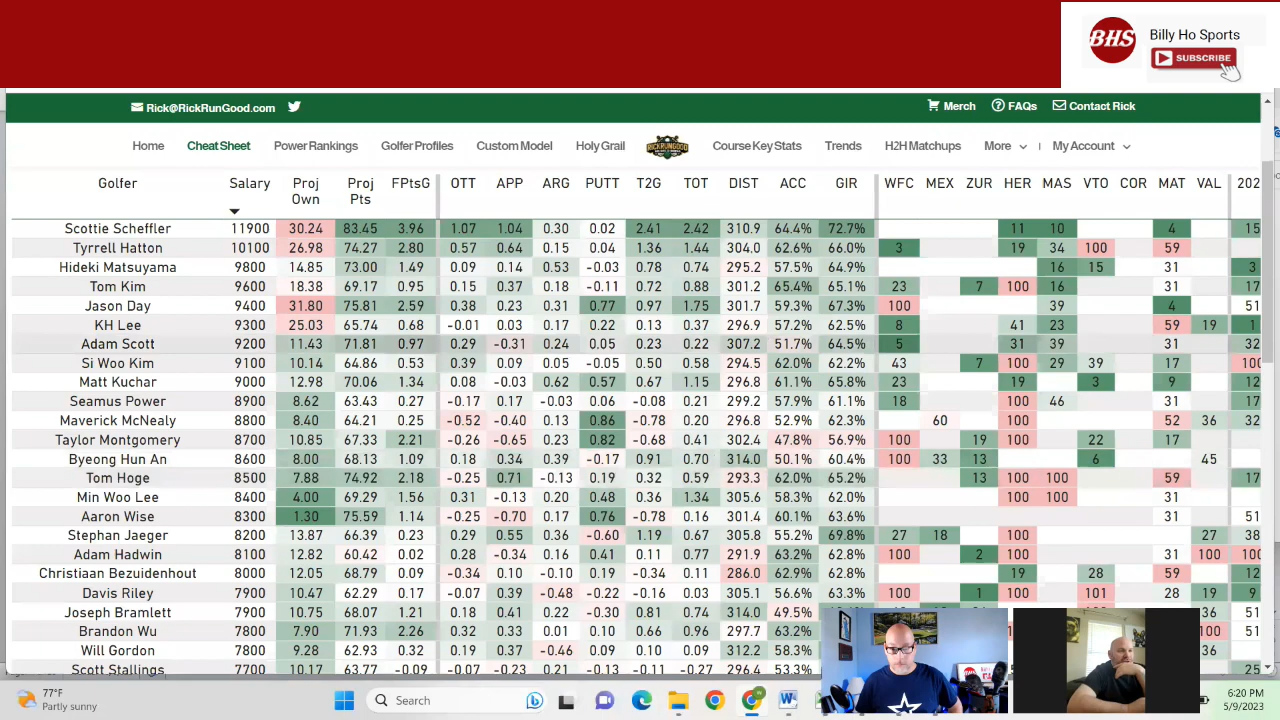 BHS Billy Ho Sports
SUBSCRIBE
Rick@RickRunGood.com Merch FAQs Contact Rick
Home Cheat Sheet Power Rankings Golfer Profiles Custom Model Holy Grail RICKRUNGOOD Course Key Stats Trends H2H Matchups More My Account
Golfer Salary Proj Own Proj Pts FPtsG OTT APP ARG PUTT T2G TOT DIST ACC GIR WFC MEX ZUR HER MAS VTO COR MAT VAL 202
Scottie Scheffler 11900 30.24 83.45 3.96 1.07 1.04 0.30 0.02 2.41 2.42 310.9 64.4% 72.7% 11 10 4 15
Tyrrell Hatton 10100 26.98 74.27 2.80 0.57 0.64 0.15 0.04 1.36 1.44 304.0 62.6% 66.0% 3 19 34 100 59
Hideki Matsuyama 9800 14.85 73.00 1.49 0.09 0.14 0.53 -0.03 0.78 0.74 295.2 57.5% 64.9% 16 15 31 3
Tom Kim 9600 18.38 69.17 0.95 0.15 0.37 0.18 -0.11 0.72 0.88 301.2 65.4% 65.1% 23 7 100 16 31 17
Jason Day 9400 31.80 75.81 2.59 0.38 0.23 0.31 0.77 0.97 1.75 301.7 59.3% 67.3% 100 39 4 51
KH Lee 9300 25.03 65.74 0.68 -0.01 0.03 0.17 0.22 0.13 0.37 296.9 57.2% 62.5% 8 41 23 59 19 1
Adam Scott 9200 11.43 71.81 0.97 0.29 -0.31 0.24 0.05 0.23 0.22 307.2 51.7% 64.5% 5 31 39 31 32
Si Woo Kim 9100 10.14 64.86 0.53 0.39 0.09 0.05 -0.05 0.50 0.58 294.5 62.0% 62.2% 43 7 100 29 39 17 100
Matt Kuchar 9000 12.98 70.06 1.34 0.08 -0.03 0.62 0.57 0.67 1.15 296.8 61.1% 65.8% 23 19 3 9 12
Seamus Power 8900 8.62 63.43 0.27 -0.17 0.17 -0.03 0.06 -0.08 0.21 299.2 57.9% 61.1% 18 100 46 31 17
Maverick McNealy 8800 8.40 64.21 0.25 -0.52 -0.40 0.13 0.86 -0.78 0.20 296.8 52.9% 62.3% 60 100 52 36 32
Taylor Montgomery 8700 10.85 67.33 2.21 -0.26 -0.65 0.23 0.82 -0.68 0.41 302.4 47.8% 56.9% 100 19 100 22 17
Byeong Hun An 8600 8.00 68.13 1.09 0.18 0.34 0.39 -0.17 0.91 0.70 314.0 50.1% 60.4% 100 33 13 6 45
Tom Hoge 8500 7.88 74.92 2.18 -0.25 0.71 -0.13 0.19 0.32 0.59 293.3 62.0% 65.2% 13 100 100 59 17
Min Woo Lee 8400 4.00 69.29 1.56 0.31 -0.13 0.20 0.48 0.36 1.34 305.6 58.3% 62.0% 100 100 31
Aaron Wise 8300 1.30 75.59 1.14 -0.25 -0.70 0.17 0.76 -0.78 0.16 301.4 60.1% 63.6% 31 51
Stephan Jaeger 8200 13.87 66.39 0.23 0.29 0.55 0.35 -0.60 1.19 0.67 305.8 55.2% 69.8% 27 18 100 27 38
Adam Hadwin 8100 12.82 60.42 0.02 0.28 -0.34 0.16 0.41 0.11 0.77 291.9 63.2% 62.8% 100 2 100 31 100 100
Christiaan Bezuidenhout 8000 12.05 68.79 0.09 -0.34 0.10 -0.10 0.19 -0.34 0.11 286.0 62.9% 62.8% 19 28 59 12
Davis Riley 7900 10.47 62.29 0.17 -0.07 0.39 -0.48 -0.22 -0.16 0.03 305.1 56.6% 63.3% 100 1 100 101 28 19 9
Joseph Bramlett 7900 10.75 68.07 1.21 0.18 0.41 0.22 -0.30 0.81 0.74 314.0 49.5% 36 51
Brandon Wu 7800 7.90 71.93 2.26 0.32 0.33 0.01 0.10 0.66 0.96 297.7 63.2% 100 51
Will Gordon 7800 9.28 62.93 0.32 0.19 0.37 -0.46 0.09 0.10 0.09 312.2 58.3% 36
Scott Stallings 7700 10.17 63.77 -0.09 -0.07 -0.23 0.21 -0.13 -0.11 -0.27 296.4 53.3% 25
77°F
Partly sunny
Search
6:20 PM
5/9/2023